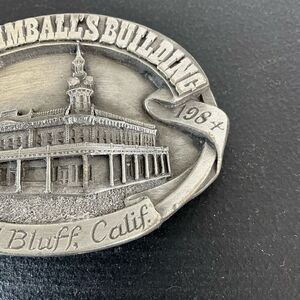 IMBALL'S BUILDING
198
Bluff, Calif.